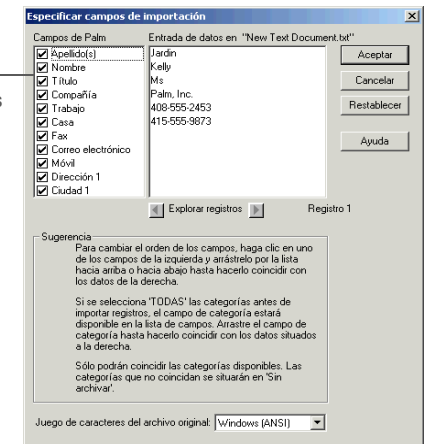 Especificar campos de importación
Campos de Palm
Entrada de datos en "New Text Document.txt"
Apellido(s)
Nombre
Título
Compañía
Trabajo
Casa
Fax
Correo electrónico
Móvil
Dirección 1
Ciudad 1
Jardin
Kelly
Ms
Palm, Inc.
408-555-2453
415-555-9873
Aceptar
Cancelar
Restablecer
Ayuda
Explorar registros
Registro 1
Sugerencia
Para cambiar el orden de los campos, haga clic en uno
de los campos de la izquierda y arrástrelo por la lista
hacia arriba o hacia abajo hasta hacerlo coincidir con
los datos de la derecha.
Si se selecciona 'TODAS' las categorías antes de
importar registros, el campo de categoría estará
disponible en la lista de campos. Arrastre el campo de
categoría hasta hacerlo coincidir con los datos situados
a la derecha.
Sólo podrán coincidir las categorías disponibles. Las
categorías que no coincidan se situarán en 'Sin
archivar'.
Juego de caracteres del archivo original: Windows (ANSI)